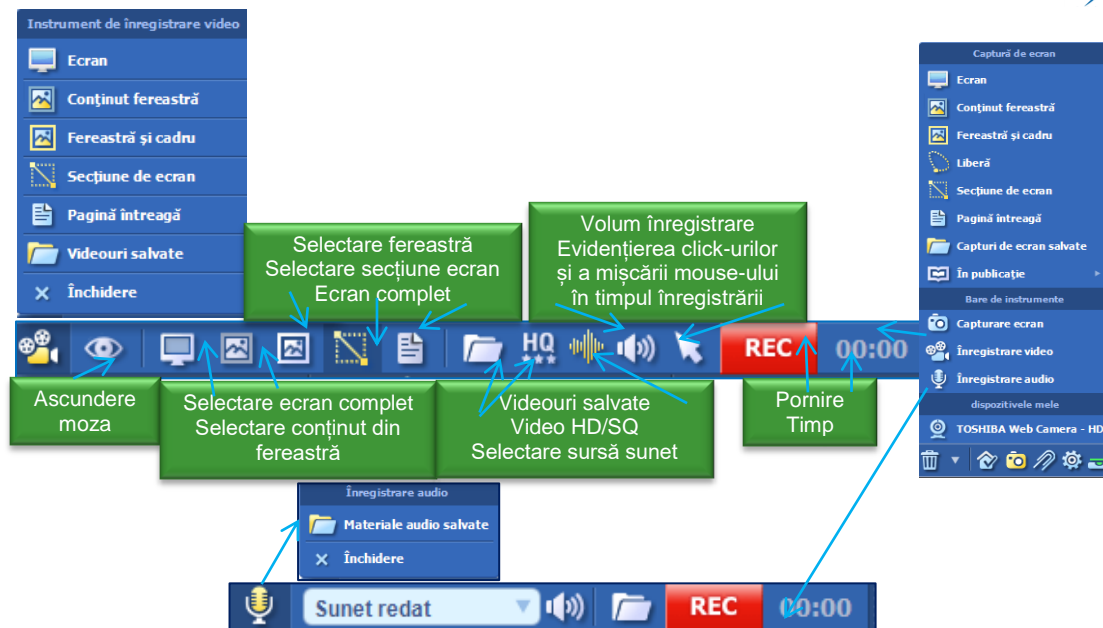 Instrument de înregistrare video
Ecran
Conținut fereastră
Fereastră și cadru
Secțiune de ecran
Pagină întreagă
Videouri salvate
Închidere
Selectare fereastră
Selectare secțiune ecran
Ecran complet
Volum înregistrare
Evidențierea click-urilor
și a mișcării mouse-ului
în timpul înregistrării
HQ
REC
00:00
Ascundere
moza
Selectare ecran complet
Selectare conținut din
fereastră
Videouri salvate
Video HD/SQ
Selectare sursă sunet
Pornire
Timp
Captură de ecran
Ecran
Conținut fereastră
Fereastră și cadru
Liberă
Secțiune de ecran
Pagină întreagă
Capturi de ecran salvate
În publicație
Bare de instrumente
Capturare ecran
Înregistrare video
Înregistrare audio
dispozitivele mele
TOSHIBA Web Camera - HD
Înregistrare audio
Materiale audio salvate
Închidere
Sunet redat
REC
00:00